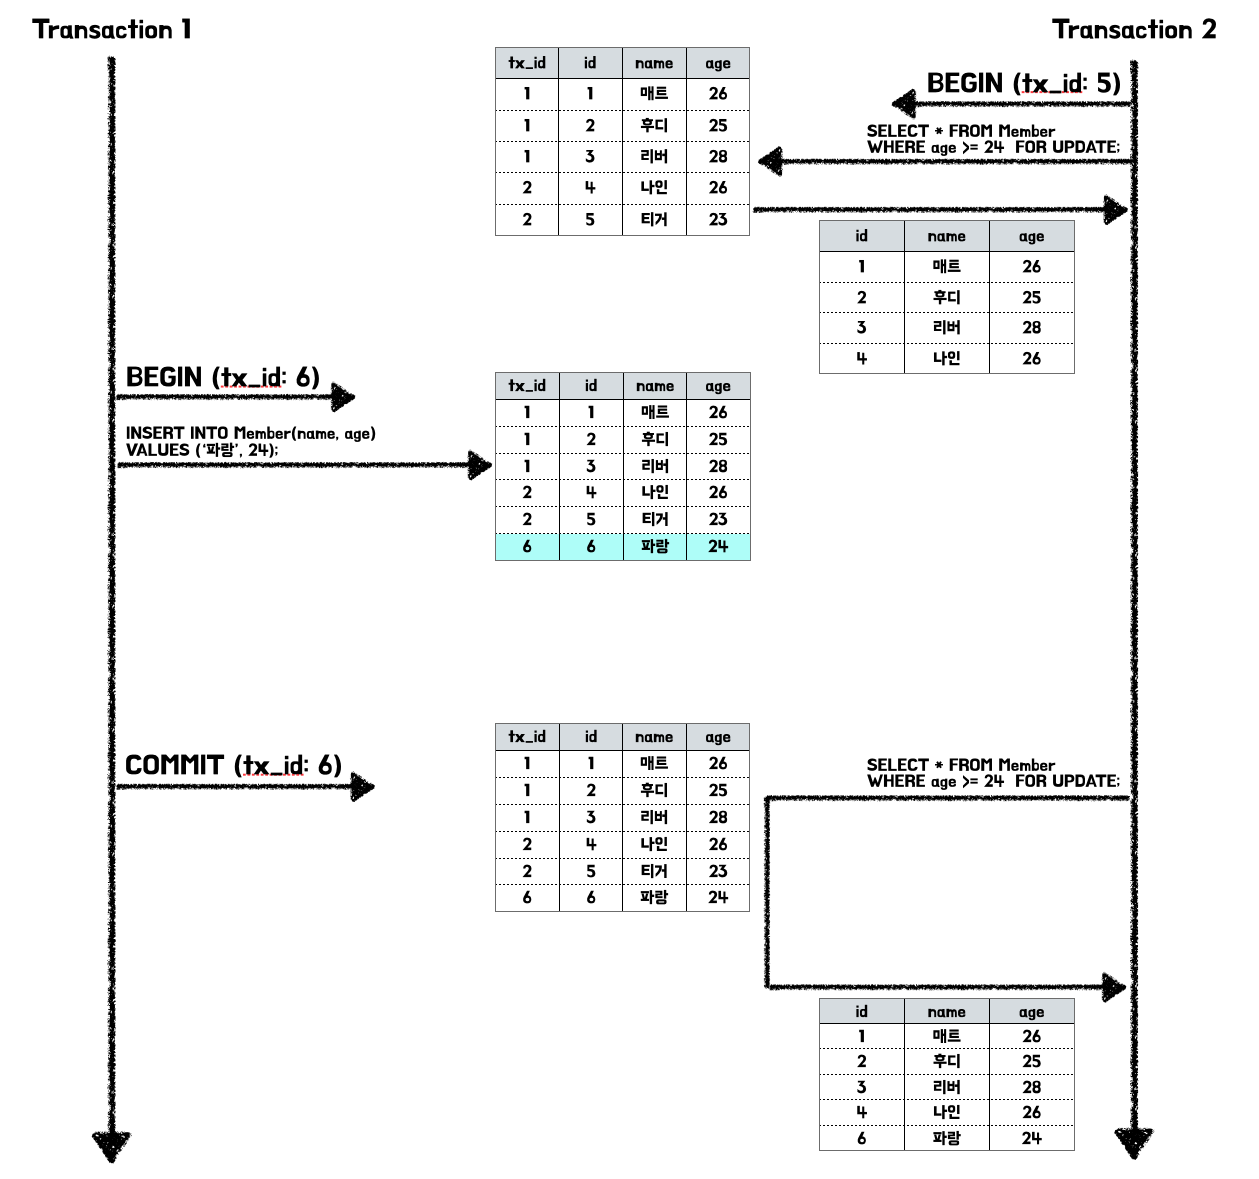 Transaction 1
Transaction 2
tx_id id name age
1 1 매트 26
1 2 후디 25
1 3 리버 28
2 4 나인 26
2 5 티거 23
BEGIN (tx_id: 5)
SELECT * FROM Member
WHERE age >= 24 FOR UPDATE;
id name age
1 매트 26
2 후디 25
3 리버 28
4 나인 26
BEGIN (tx_id: 6)
INSERT INTO Member(name, age)
VALUES (‘파랑’, 24);
tx_id id name age
1 1 매트 26
1 2 후디 25
1 3 리버 28
2 4 나인 26
2 5 티거 23
6 6 파랑 24
COMMIT (tx_id: 6)
tx_id id name age
1 1 매트 26
1 2 후디 25
1 3 리버 28
2 4 나인 26
2 5 티거 23
6 6 파랑 24
SELECT * FROM Member
WHERE age >= 24 FOR UPDATE;
id name age
1 매트 26
2 후디 25
3 리버 28
4 나인 26
6 파랑 24